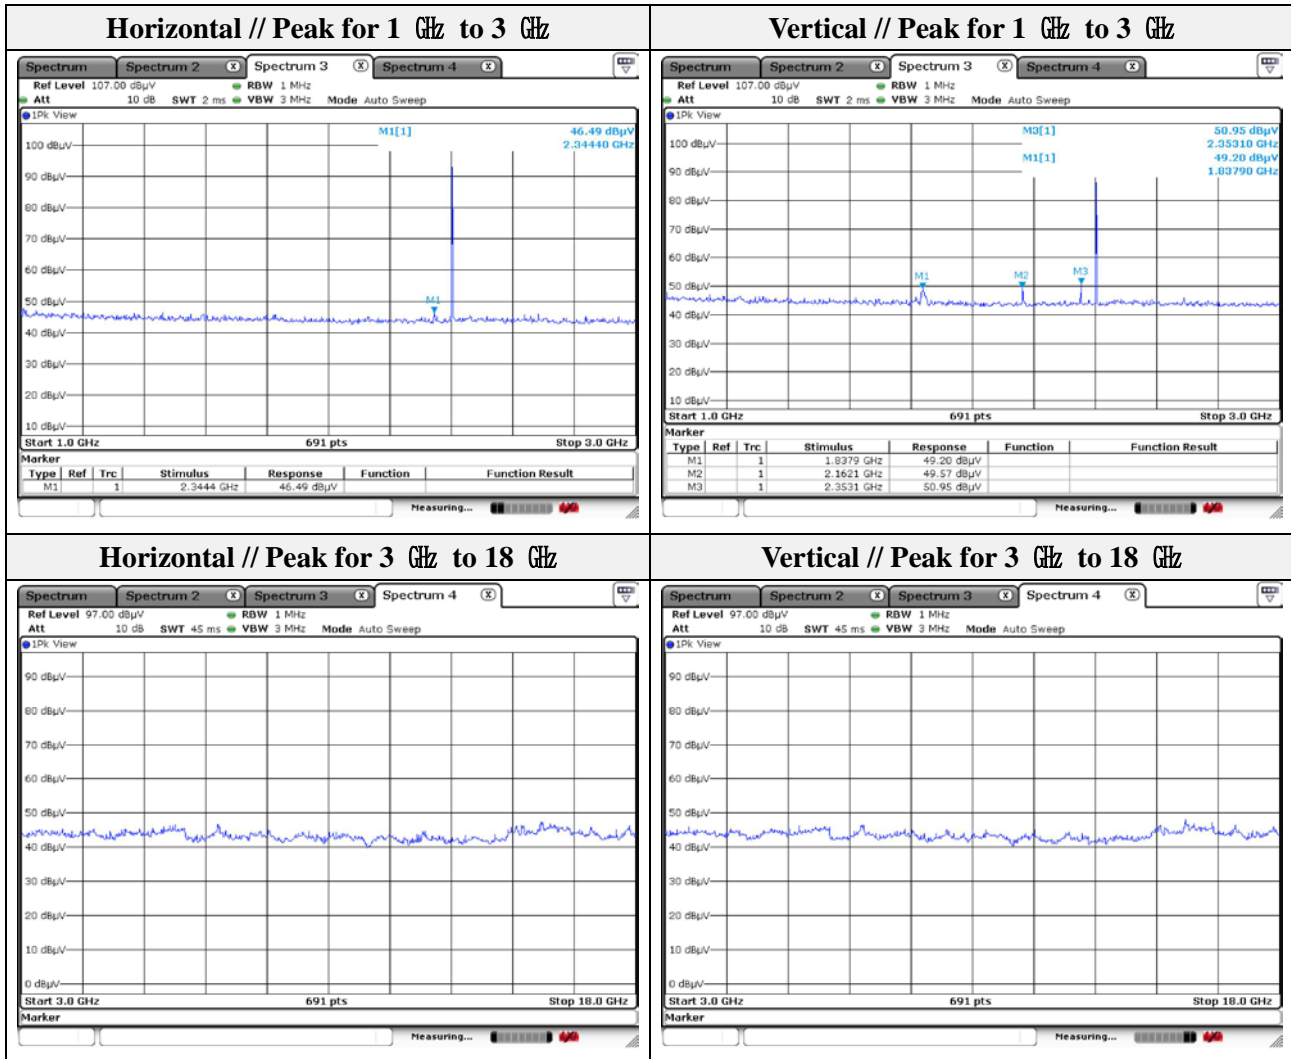 Horizontal // Peak for 1 ㎓ to 3 ㎓
Vertical // Peak for 1 ㎓ to 3 ㎓
Spectrum Spectrum 2 Spectrum 3 Spectrum 4
Ref Level 107.00 dBµV RBW 1 MHz
Att 10 dB SWT 2 ms VBW 3 MHz Mode Auto Sweep
1Pk View
M1[1] 46.49 dBµV
2.34440 GHz
100 dBµV
90 dBµV
80 dBµV
70 dBµV
60 dBµV
50 dBµV
M1
40 dBµV
30 dBµV
20 dBµV
10 dBµV
Start 1.0 GHz 691 pts Stop 3.0 GHz
Marker
Type Ref Trc Stimulus Response Function Function Result
M1 1 2.3444 GHz 46.49 dBµV
Measuring...
Spectrum Spectrum 2 Spectrum 3 Spectrum 4
Ref Level 107.00 dBµV RBW 1 MHz
Att 10 dB SWT 2 ms VBW 3 MHz Mode Auto Sweep
1Pk View
M3[1] 50.95 dBµV
2.35310 GHz
M1[1] 49.20 dBµV
1.83790 GHz
100 dBµV
90 dBµV
80 dBµV
70 dBµV
60 dBµV
M1 M2 M3
50 dBµV
40 dBµV
30 dBµV
20 dBµV
10 dBµV
Start 1.0 GHz 691 pts Stop 3.0 GHz
Marker
Type Ref Trc Stimulus Response Function Function Result
M1 1 1.8379 GHz 49.20 dBµV
M2 1 2.1621 GHz 49.57 dBµV
M3 1 2.3531 GHz 50.95 dBµV
Measuring...
Horizontal // Peak for 3 ㎓ to 18 ㎓
Vertical // Peak for 3 ㎓ to 18 ㎓
Spectrum Spectrum 2 Spectrum 3 Spectrum 4
Ref Level 97.00 dBµV RBW 1 MHz
Att 10 dB SWT 45 ms VBW 3 MHz Mode Auto Sweep
1Pk View
90 dBµV
80 dBµV
70 dBµV
60 dBµV
50 dBµV
40 dBµV
30 dBµV
20 dBµV
10 dBµV
0 dBµV
Start 3.0 GHz 691 pts Stop 18.0 GHz
Marker
Measuring...
Spectrum Spectrum 2 Spectrum 3 Spectrum 4
Ref Level 97.00 dBµV RBW 1 MHz
Att 10 dB SWT 45 ms VBW 3 MHz Mode Auto Sweep
1Pk View
90 dBµV
80 dBµV
70 dBµV
60 dBµV
50 dBµV
40 dBµV
30 dBµV
20 dBµV
10 dBµV
0 dBµV
Start 3.0 GHz 691 pts Stop 18.0 GHz
Marker
Measuring...